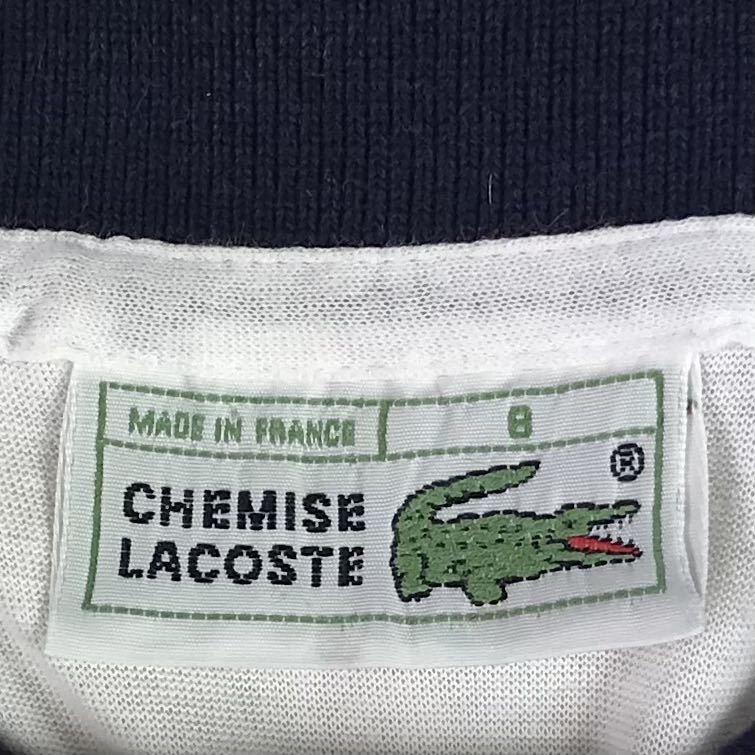 MADE IN FRANCE 8
®
CHEMISE
LACOSTE